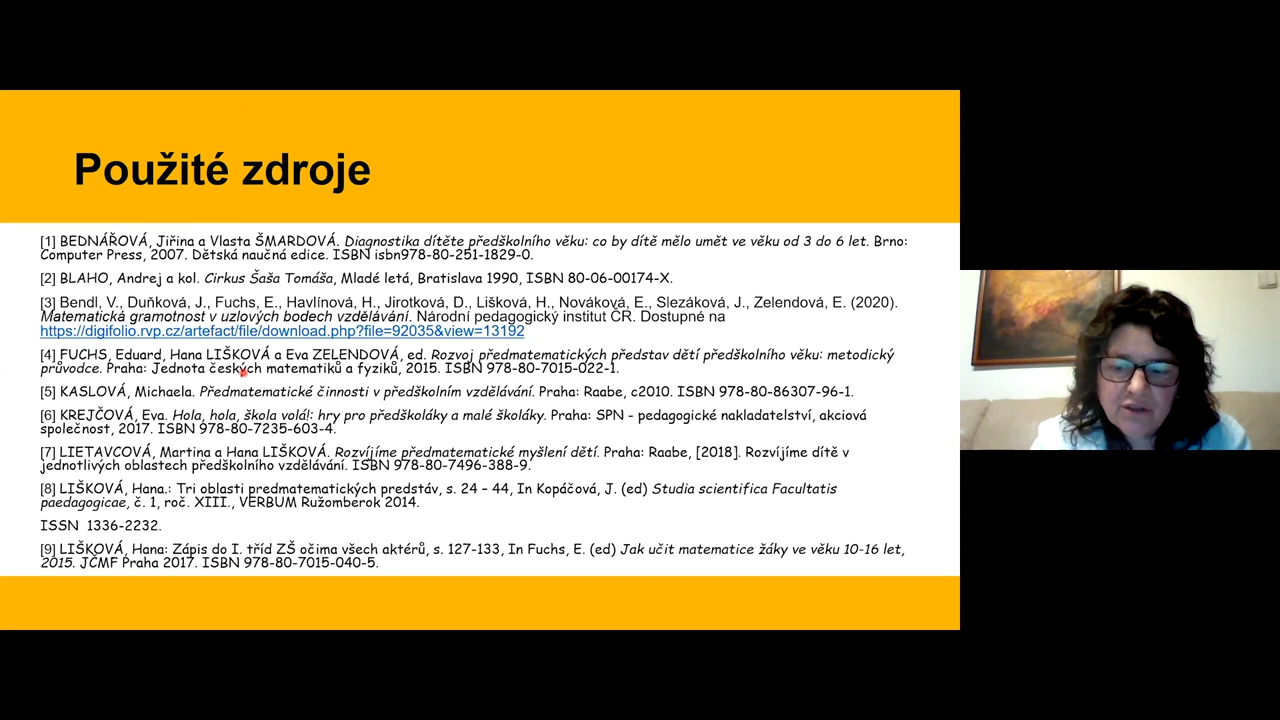 Použité zdroje
[1] BEDNÁŘOVÁ, Jiřina a Vlasta ŠMARDOVÁ. Diagnostika dítěte předškolního věku: co by dítě mělo umět ve věku od 3 do 6 let. Brno:
Computer Press, 2007. Dětská naučná edice. ISBN isbn978-80-251-1829-0.
[2] BLAHO, Andrej a kol. Cirkus Šaša Tomáša, Mladé letá, Bratislava 1990, ISBN 80-06-00174-X.
[3] Bendl, V., Duňková, J., Fuchs, E., Havlínová, H., Jirotková, D., Lišková, H., Nováková, E., Slezáková, J., Zelendová, E. (2020).
Matematická gramotnost v uzlových bodech vzdělávání. Národní pedagogický institut ČR. Dostupné na
https://digifolio.rvp.cz/artefact/file/download.php?file=92035&view=13192
[4] FUCHS, Eduard, Hana LIŠKOVÁ a Eva ZELENDOVÁ, ed. Rozvoj předmatematických představ dětí předškolního věku: metodický
průvodce. Praha: Jednota českých matematiků a fyziků, 2015. ISBN 978-80-7015-022-1.
[5] KASLOVÁ, Michaela. Předmatematické činnosti v předškolním vzdělávání. Praha: Raabe, c2010. ISBN 978-80-86307-96-1.
[6] KREJČOVÁ, Eva. Hola, hola, škola volá!: hry pro předškoláky a malé školáky. Praha: SPN - pedagogické nakladatelství, akciová
společnost, 2017. ISBN 978-80-7235-603-4.
[7] LIETAVCOVÁ, Martina a Hana LIŠKOVÁ. Rozvíjíme předmatematické myšlení dětí. Praha: Raabe, [2018]. Rozvíjíme dítě v
jednotlivých oblastech předškolního vzdělávání. ISBN 978-80-7496-388-9.
[8] LIŠKOVÁ, Hana.: Tri oblasti predmatematických predstáv, s. 24 – 44, In Kopáčová, J. (ed) Studia scientifica Facultatis
paedagogicae, č. 1, roč. XIII., VERBUM Ružomberok 2014.
ISSN 1336-2232.
[9] LIŠKOVÁ, Hana: Zápis do I. tříd ZŠ očima všech aktérů, s. 127-133, In Fuchs, E. (ed) Jak učit matematice žáky ve věku 10-16 let,
2015. JČMF Praha 2017. ISBN 978-80-7015-040-5.